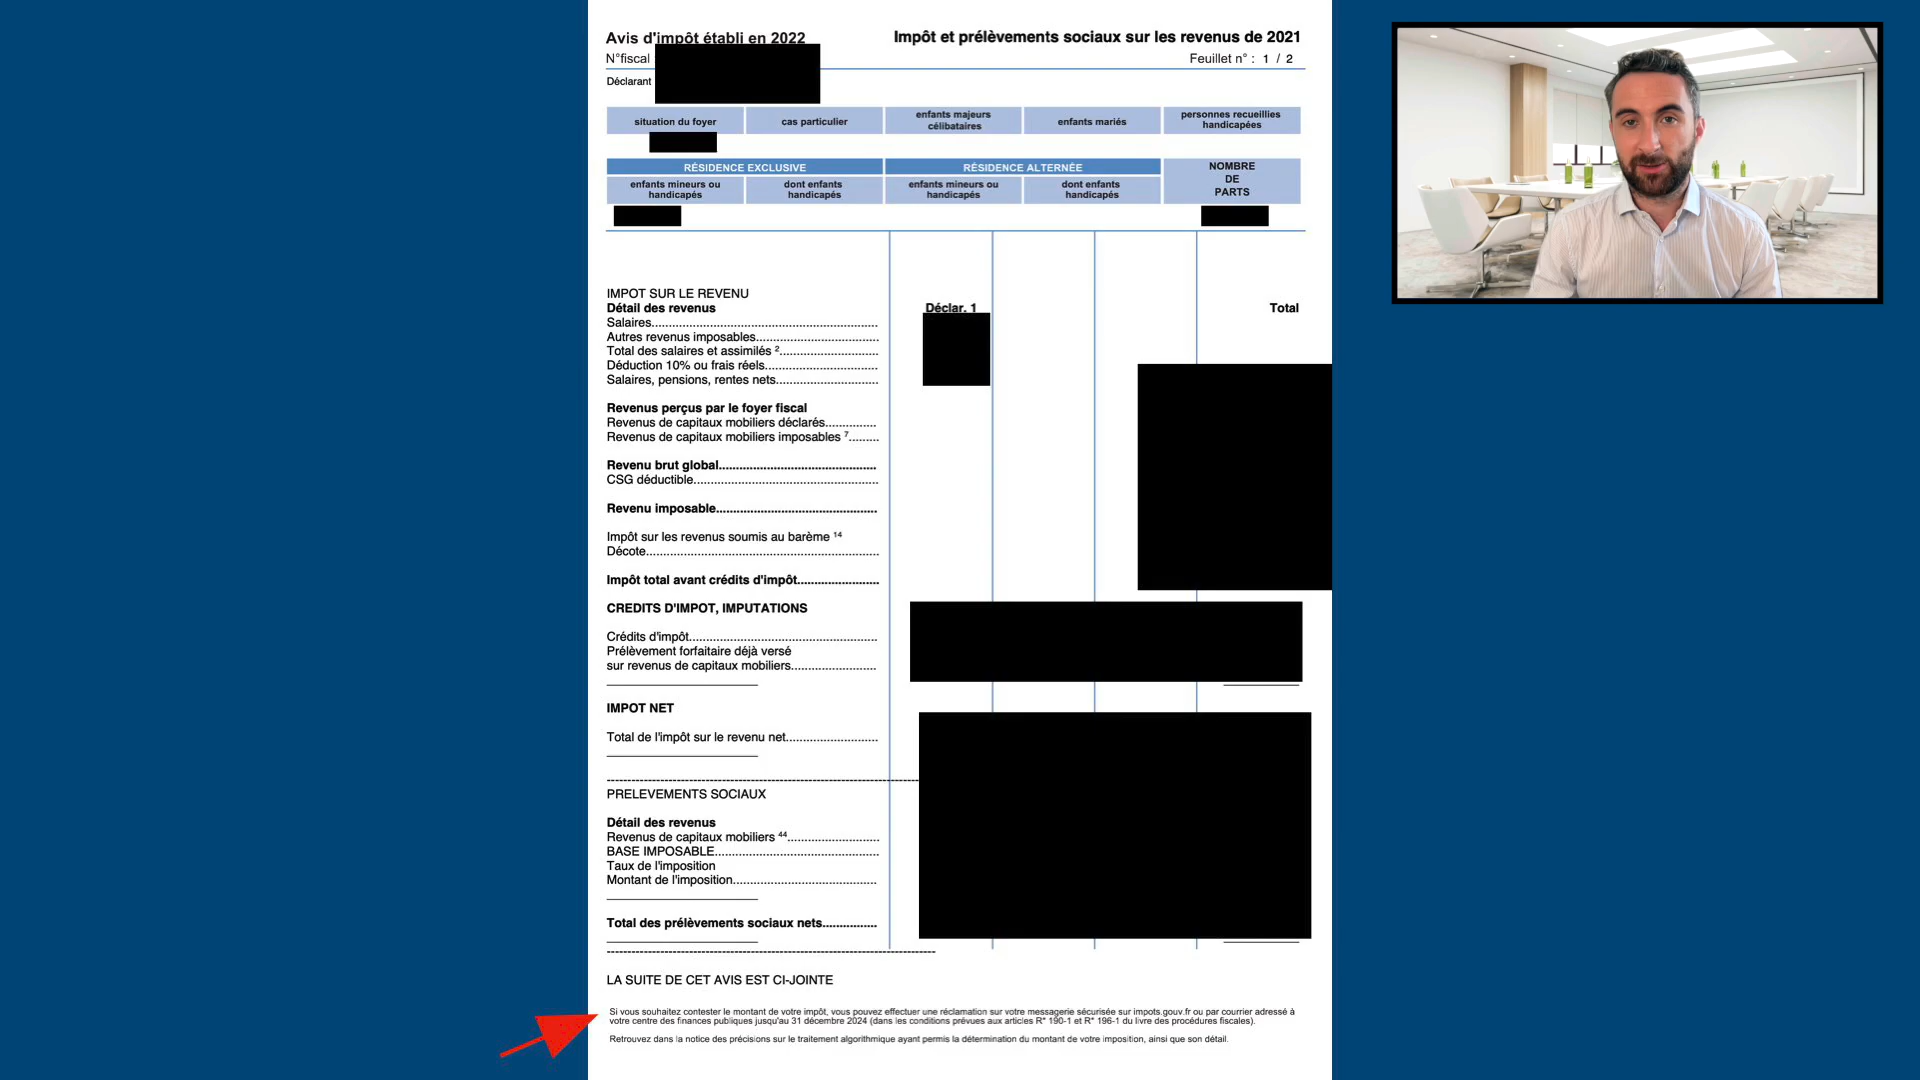 Avis d'impôt établi en 2022
Impôt et prélèvements sociaux sur les revenus de 2021
N°fiscal
Feuillet n° : 1 / 2
Déclarant
situation du foyer
cas particulier
enfants majeurs
célibataires
enfants mariés
personnes recueillies
handicapées
RÉSIDENCE EXCLUSIVE
RÉSIDENCE ALTERNÉE
NOMBRE
DE
PARTS
enfants mineurs ou
handicapés
dont enfants
handicapés
enfants mineurs ou
handicapés
dont enfants
handicapés
IMPOT SUR LE REVENU
Détail des revenus
Déclar. 1
Total
Salaires
Autres revenus imposables
Total des salaires et assimilés ²
Déduction 10% ou frais réels
Salaires, pensions, rentes nets
Revenus perçus par le foyer fiscal
Revenus de capitaux mobiliers déclarés
Revenus de capitaux mobiliers imposables ⁷
Revenu brut global
CSG déductible
Revenu imposable
Impôt sur les revenus soumis au barème ¹⁴
Décote
Impôt total avant crédits d'impôt
CREDITS D'IMPOT, IMPUTATIONS
Crédits d'impôt
Prélèvement forfaitaire déjà versé
sur revenus de capitaux mobiliers
IMPOT NET
Total de l'impôt sur le revenu net
PRELEVEMENTS SOCIAUX
Détail des revenus
Revenus de capitaux mobiliers ⁴⁴
BASE IMPOSABLE
Taux de l'imposition
Montant de l'imposition
Total des prélèvements sociaux nets
LA SUITE DE CET AVIS EST CI-JOINTE
Si vous souhaitez contester le montant de votre impôt, vous pouvez effectuer une réclamation sur votre messagerie sécurisée sur impots.gouv.fr ou par courrier adressé à
votre centre des finances publiques jusqu'au 31 décembre 2024 (dans les conditions prévues aux articles R* 190-1 et R* 196-1 du livre des procédures fiscales).
Retrouvez dans la notice des précisions sur le traitement algorithmique ayant permis la détermination du montant de votre imposition, ainsi que son détail.